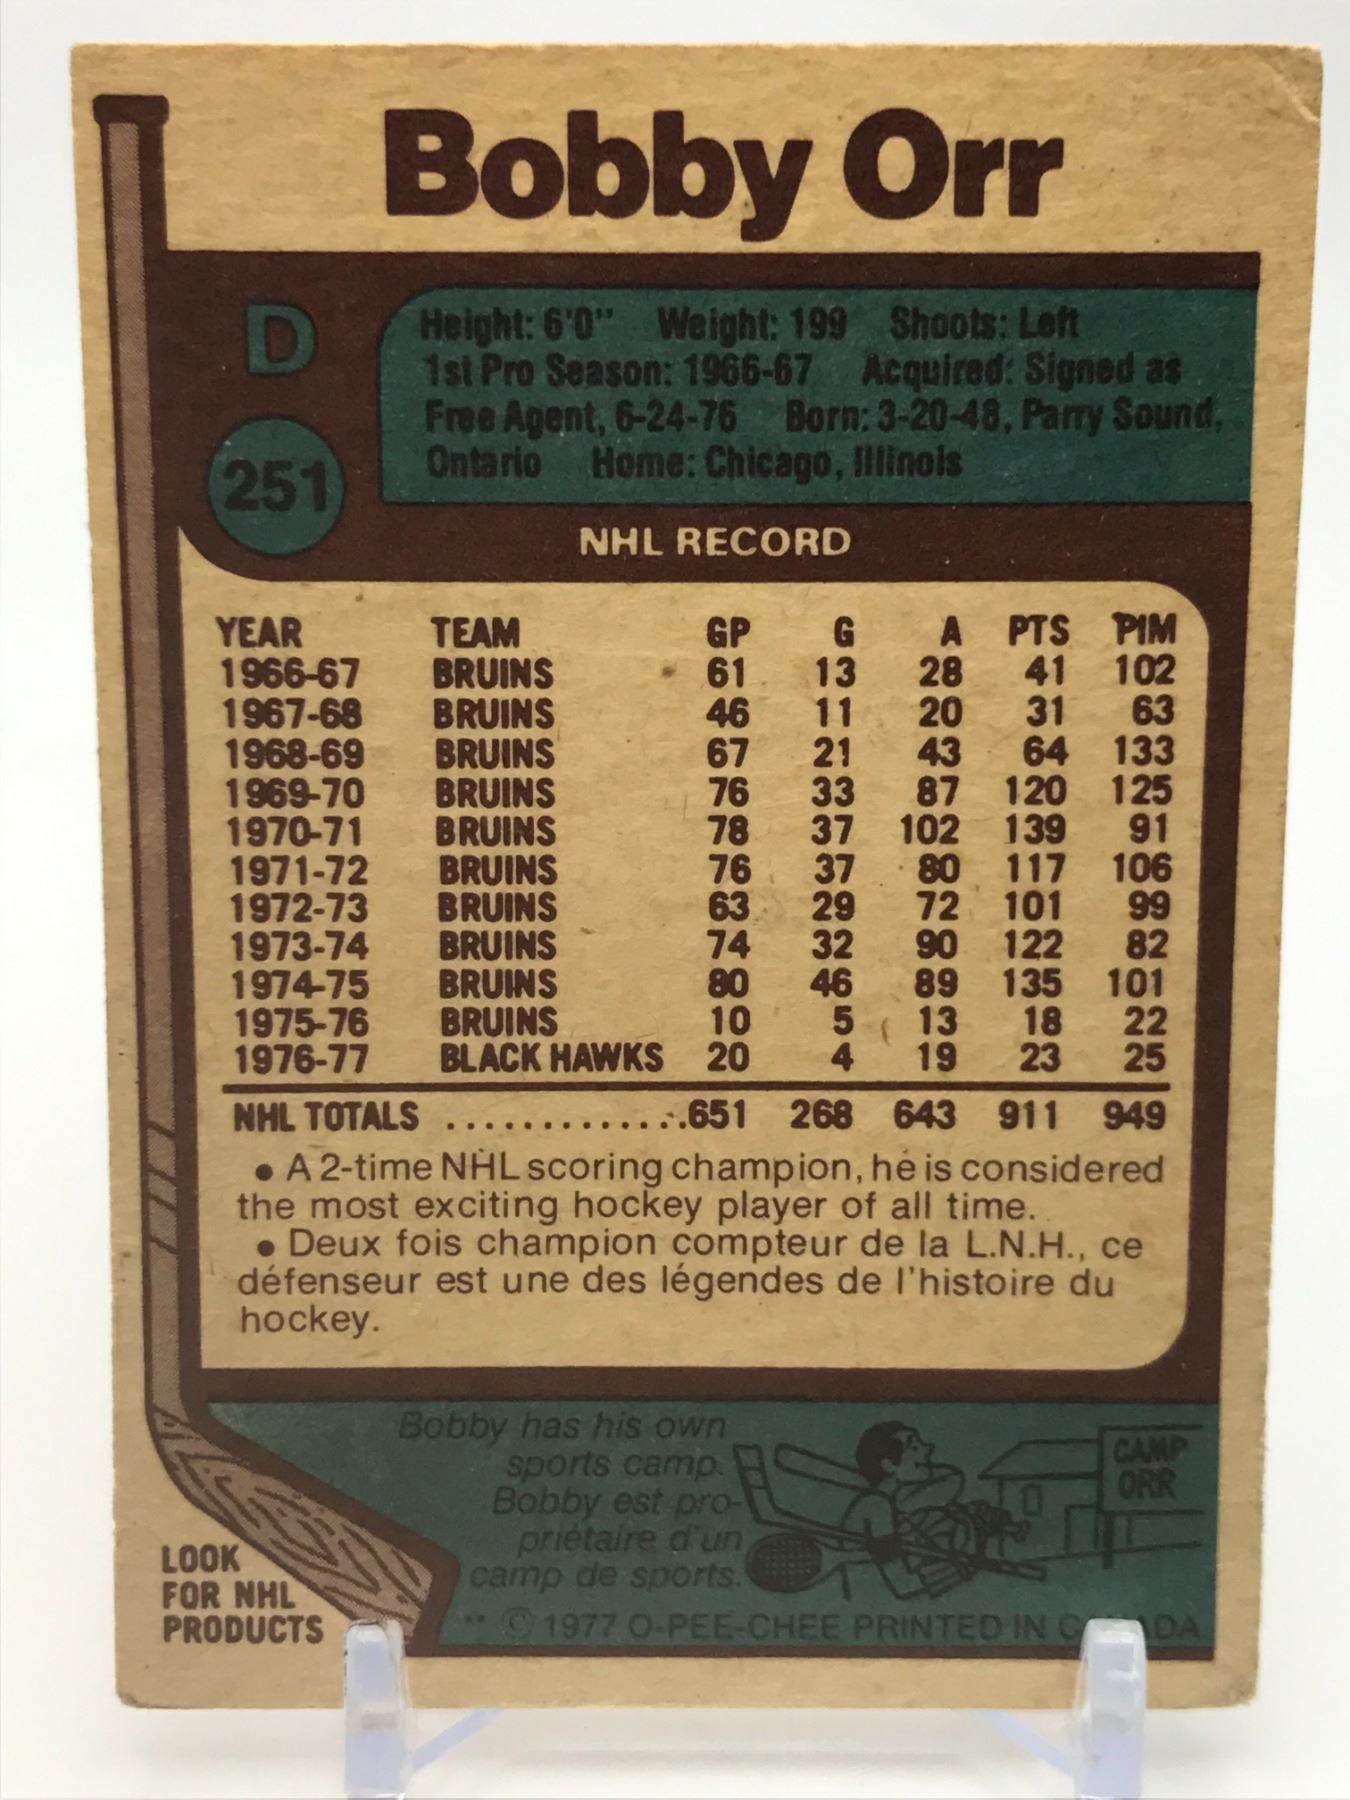 Bobby Orr
D
Height: 6'0" Weight: 199 Shoots: Left
1st Pro Season: 1966-67 Acquired: Signed as
Free Agent, 6-24-76 Born: 3-20-48, Parry Sound,
Ontario Home: Chicago, Illinois
251
NHL RECORD
YEAR TEAM GP G A PTS PIM
1966-67 BRUINS 61 13 28 41 102
1967-68 BRUINS 46 11 20 31 63
1968-69 BRUINS 67 21 43 64 133
1969-70 BRUINS 76 33 87 120 125
1970-71 BRUINS 78 37 102 139 91
1971-72 BRUINS 76 37 80 117 106
1972-73 BRUINS 63 29 72 101 99
1973-74 BRUINS 74 32 90 122 82
1974-75 BRUINS 80 46 89 135 101
1975-76 BRUINS 10 5 13 18 22
1976-77 BLACK HAWKS 20 4 19 23 25
NHL TOTALS ..............651 268 643 911 949
• A 2-time NHL scoring champion, he is considered
the most exciting hockey player of all time.
• Deux fois champion compteur de la L.N.H., ce
défenseur est une des légendes de l'histoire du
hockey.
Bobby has his own
sports camp.
Bobby est pro-
priétaire d'un
camp de sports.
CAMP
ORR
LOOK
FOR NHL
PRODUCTS
** © 1977 O-PEE-CHEE PRINTED IN CANADA